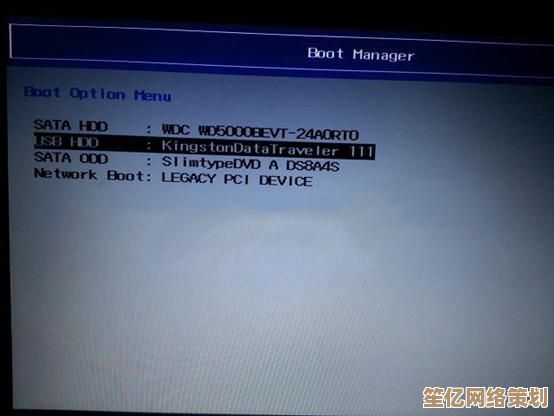 Boot Manager
Boot Option Menu
SATA HDD : WDC WD5000BEVT-24A0RT0
USB HDD : KingstonDataTraveler 111
SATA ODD : SlimtypeDVD A DS8A4S
Network Boot: LEGACY PCI DEVICE
笙亿网络策划